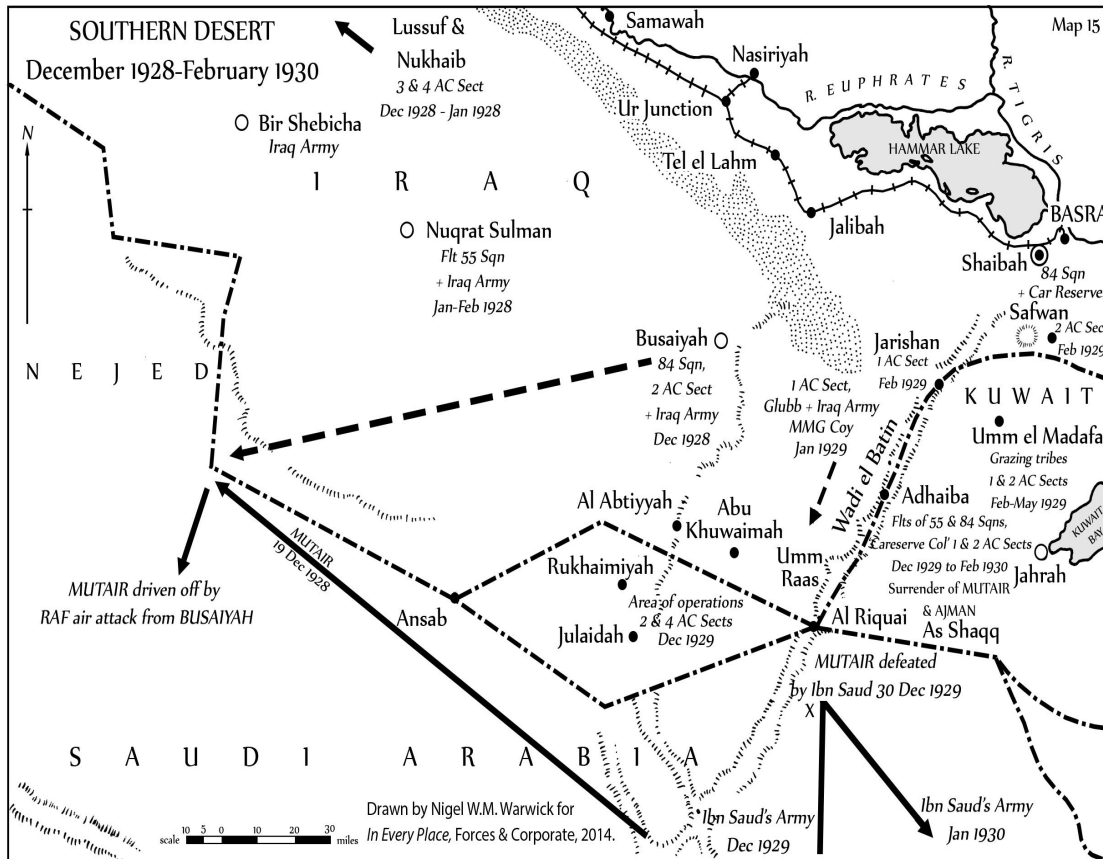 SOUTHERN DESERT
December 1928-February 1930
Map 15
N
Lussuf &
Nukhaib
3 & 4 AC Sect
Dec 1928 - Jan 1928
Bir Shebicha
Iraq Army
I R A Q
Nuqrat Sulman
Flt 55 Sqn
+ Iraq Army
Jan-Feb 1928
Samawah
Nasiriyah
Ur Junction
R. EUPHRATES
R. TIGRIS
HAMMAR LAKE
Tel el Lahm
Jalibah
BASRA
Shaibah
84 Sqn
+ Car Reserve
Safwan
2 AC Sect
Feb 1929
N E J E D
Busaiyah
84 Sqn,
2 AC Sect
+ Iraq Army
Dec 1928
1 AC Sect,
Glubb + Iraq Army
MMG Coy
Jan 1929
Jarishan
1 AC Sect
Feb 1929
KUWAIT
Umm el Madafa
Grazing tribes
1 & 2 AC Sects
Feb-May 1929
KUWAIT
BAY
Jahrah
Wadi el Batin
Adhaiba
Flts of 55 & 84 Sqns,
Careserve Col' 1 & 2 AC Sects
Dec 1929 to Feb 1930
Surrender of MUTAIR
& AJMAN
Al Abtiyyah
Abu
Khuwaimah
Umm
Raas
Rukhaimiyah
Area of operations
2 & 4 AC Sects
Dec 1929
Julaidah
Ansab
MUTAIR
19 Dec 1928
MUTAIR driven off by
RAF air attack from BUSAIYAH
Al Riquai
As Shaqq
MUTAIR defeated
by Ibn Saud 30 Dec 1929
X
S A U D I A R A B I A
Ibn Saud's Army
Dec 1929
Ibn Saud's Army
Jan 1930
Drawn by Nigel W.M. Warwick for
In Every Place, Forces & Corporate, 2014.
scale 10 5 0 10 20 30 miles